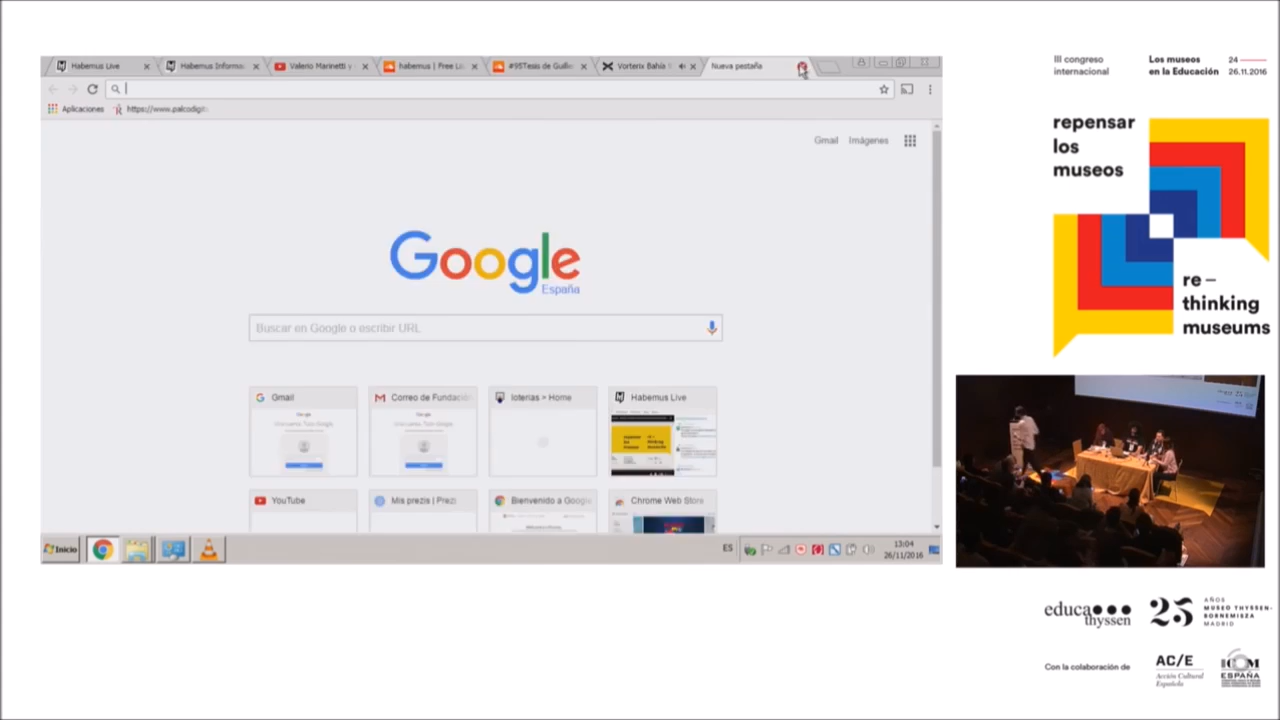 Habemus Live
Habemus Informa
Valerio Marinetti y
habemus | Free Lo
#95Tesis de Guille
Vorterix Bahía
Nueva pestaña
Aplicaciones
https://www.palcodigit
Gmail
Imágenes
Google
España
Buscar en Google o escribir URL
Gmail
Correo de Fundación
loterias > Home
Habemus Live
YouTube
Mis prezis | Prezi
Bienvenido a Google
Chrome Web Store
Inicio
ES
13:04
26/11/2016
III congreso
internacional
Los museos
en la Educación
24
26.11.2016
repensar
los
museos
re –
thinking
museums
educa
thyssen
25
AÑOS
MUSEO THYSSEN-
BORNEMISZA
MADRID
Con la colaboración de
AC/E
Acción Cultural
Española
ICOM
ESPAÑA